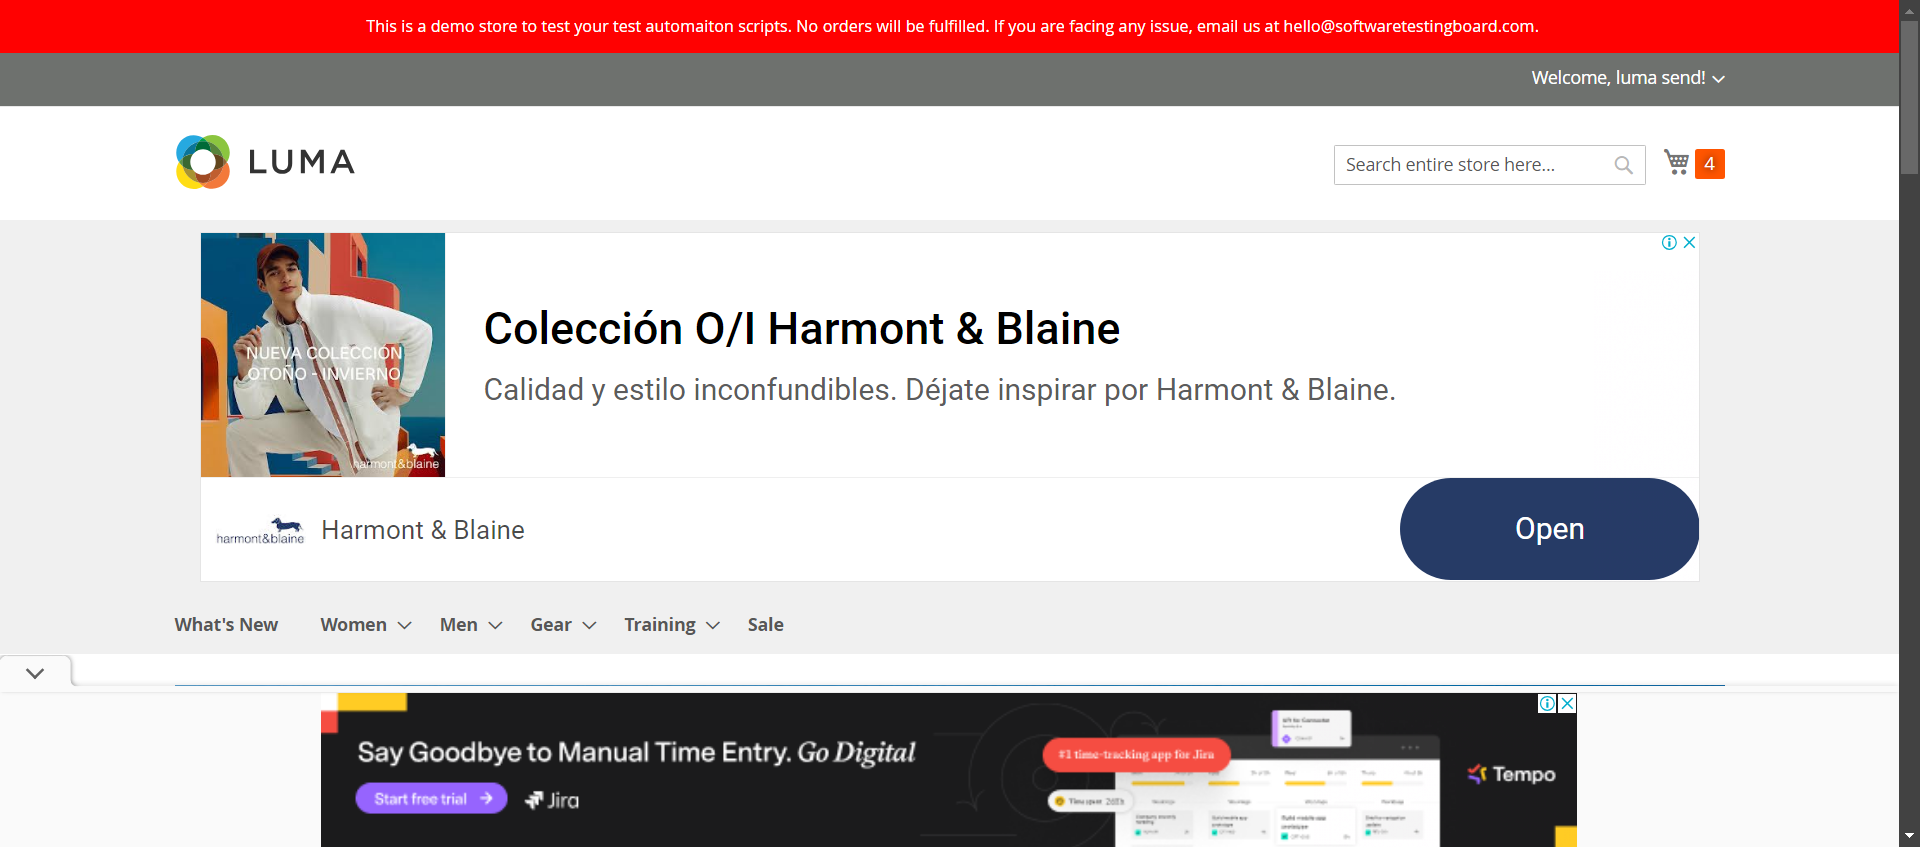 This is a demo store to test your test automaiton scripts. No orders will be fulfilled. If you are facing any issue, email us at hello@softwaretestingboard.com.
Welcome, luma send!
LUMA
Search entire store here...
4
NUEVA COLECCIÓN
OTOÑO - INVIERNO
harmont&blaine
Colección O/I Harmont & Blaine
Calidad y estilo inconfundibles. Déjate inspirar por Harmont & Blaine.
harmont&blaine
Harmont & Blaine
Open
What's New
Women
Men
Gear
Training
Sale
Say Goodbye to Manual Time Entry. Go Digital
Start free trial
Jira
#1 time-tracking app for Jira
Tempo